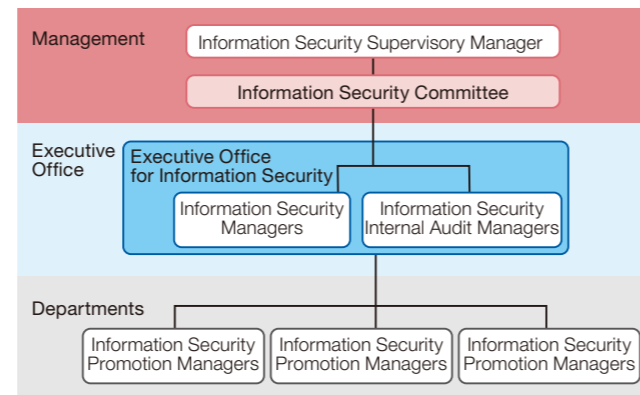 Management
Information Security Supervisory Manager
Information Security Committee
Executive
Office
Executive Office
for Information Security
Information Security
Managers
Information Security
Internal Audit Managers
Departments
Information Security
Promotion Managers
Information Security
Promotion Managers
Information Security
Promotion Managers